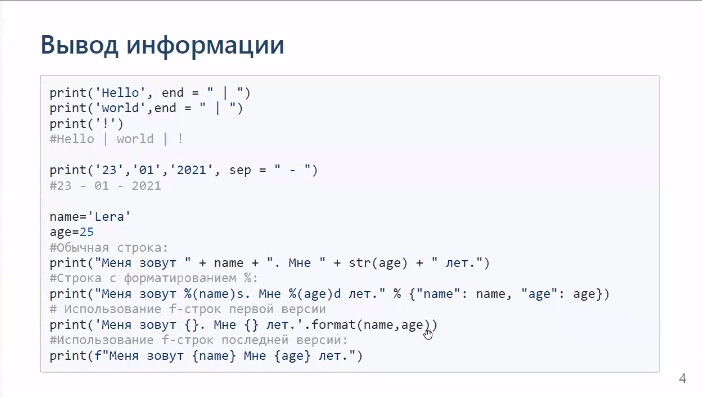 Вывод информации
print('Hello', end = " | ")
print('world',end = " | ")
print('!')
#Hello | world | !
print('23','01','2021', sep = " - ")
#23 - 01 - 2021
name='Lera'
age=25
#Обычная строка:
print("Меня зовут " + name + ". Мне " + str(age) + " лет.")
#Строка с форматированием %:
print("Меня зовут %(name)s. Мне %(age)d лет." % {"name": name, "age": age})
# Использование f-строк первой версии
print('Меня зовут {}. Мне {} лет.'.format(name,age))
#Использование f-строк последней версии:
print(f"Меня зовут {name} Мне {age} лет.")
4